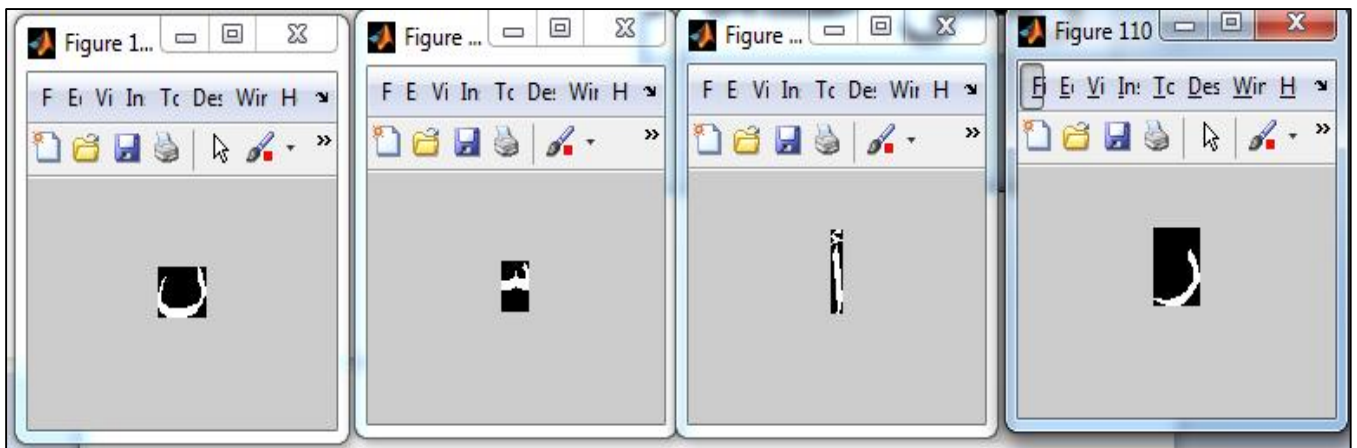 Figure 1...
F Ei Vi In Tc Des Wir H
Figure ...
F E Vi In Tc De: Wir H
Figure ...
F E Vi In Tc De: Wir H
Figure 110
Fi Ei Vi In: Tc Des Wir H